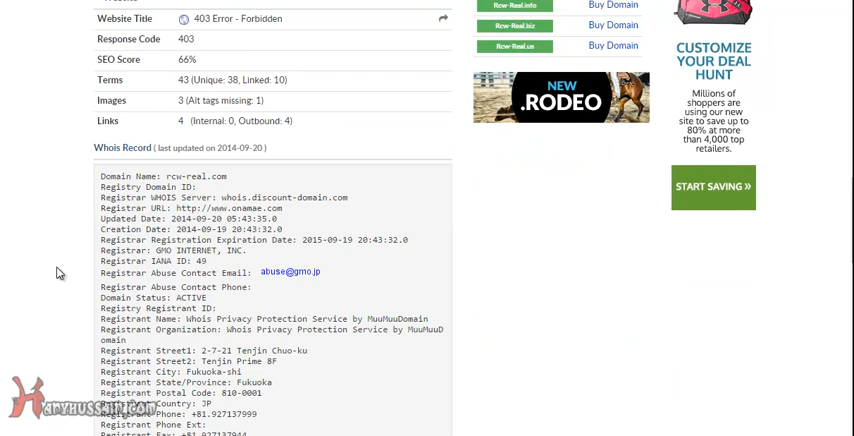 Rcw-Real.info Buy Domain
Website Title 403 Error - Forbidden
Rcw-Real.biz Buy Domain
Response Code 403
Rcw-Real.us Buy Domain
SEO Score 66%
Terms 43 (Unique: 38, Linked: 10)
Images 3 (Alt tags missing: 1)
Links 4 (Internal: 0, Outbound: 4)
NEW
.RODEO
CUSTOMIZE
YOUR DEAL
HUNT
Millions of
shoppers are
using our new
site to save up to
80% at more
than 4,000 top
retailers.
START SAVING »
Whois Record ( last updated on 2014-09-20 )
Domain Name: rcw-real.com
Registry Domain ID:
Registrar WHOIS Server: whois.discount-domain.com
Registrar URL: http://www.onamae.com
Updated Date: 2014-09-20 05:43:35.0
Creation Date: 2014-09-19 20:43:32.0
Registrar Registration Expiration Date: 2015-09-19 20:43:32.0
Registrar: GMO INTERNET, INC.
Registrar IANA ID: 49
Registrar Abuse Contact Email: abuse@gmo.jp
Registrar Abuse Contact Phone:
Domain Status: ACTIVE
Registry Registrant ID:
Registrant Name: Whois Privacy Protection Service by MuuMuuDomain
Registrant Organization: Whois Privacy Protection Service by MuuMuuD
omain
Registrant Street1: 2-7-21 Tenjin Chuo-ku
Registrant Street2: Tenjin Prime 8F
Registrant City: Fukuoka-shi
Registrant State/Province: Fukuoka
Registrant Postal Code: 810-0001
Registrant Country: JP
Registrant Phone: +81.927137999
Registrant Phone Ext:
Registrant Fax: +81.927137944
HanyHussain.com